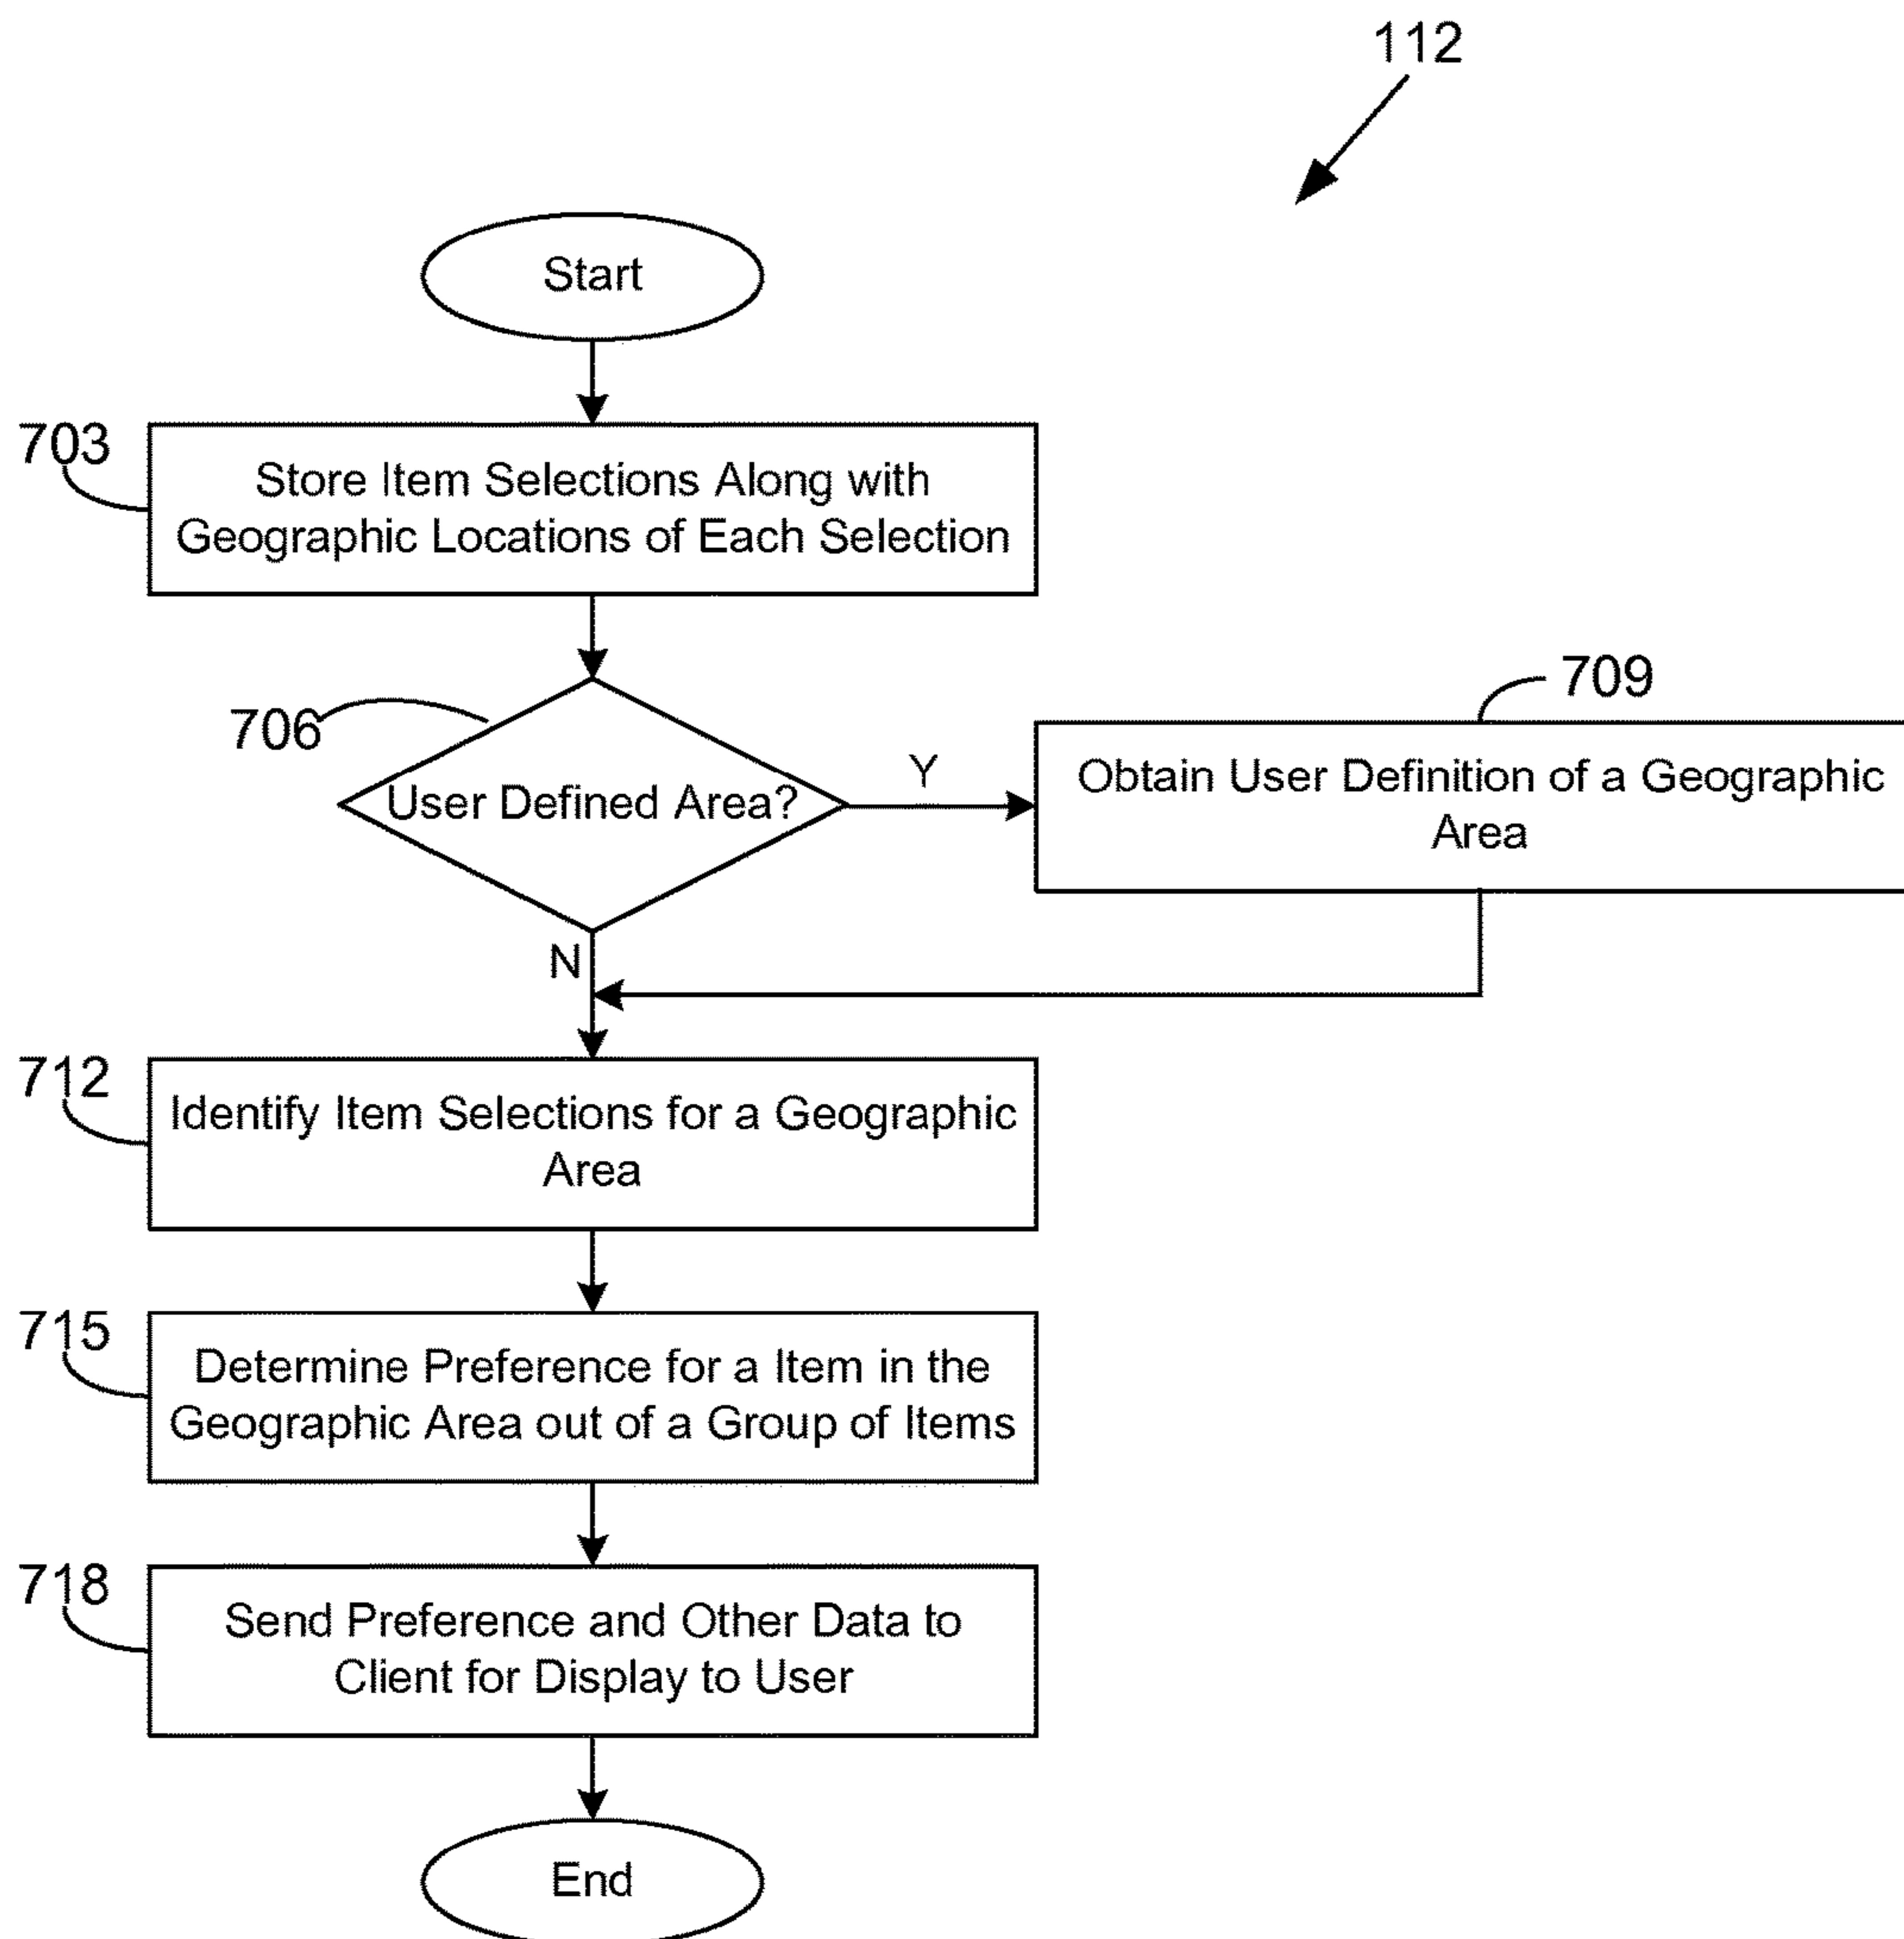 112
Start
703
Store Item Selections Along with
Geographic Locations of Each Selection
706
User Defined Area?
Y
709
Obtain User Definition of a Geographic
Area
N
712
Identify Item Selections for a Geographic
Area
715
Determine Preference for a Item in the
Geographic Area out of a Group of Items
718
Send Preference and Other Data to
Client for Display to User
End